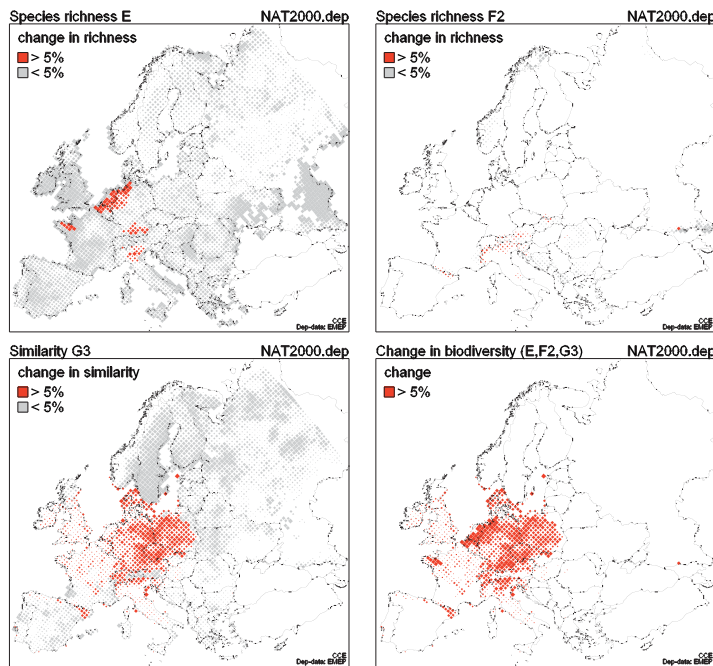 Species richness E NAT2000.dep
change in richness
> 5%
< 5%
CCE
Dep-data: EMEP
Species richness F2 NAT2000.dep
change in richness
> 5%
< 5%
CCE
Dep-data: EMEP
Similarity G3 NAT2000.dep
change in similarity
> 5%
< 5%
CCE
Dep-data: EMEP
Change in biodiversity (E,F2,G3) NAT2000.dep
change
> 5%
CCE
Dep-data: EMEP